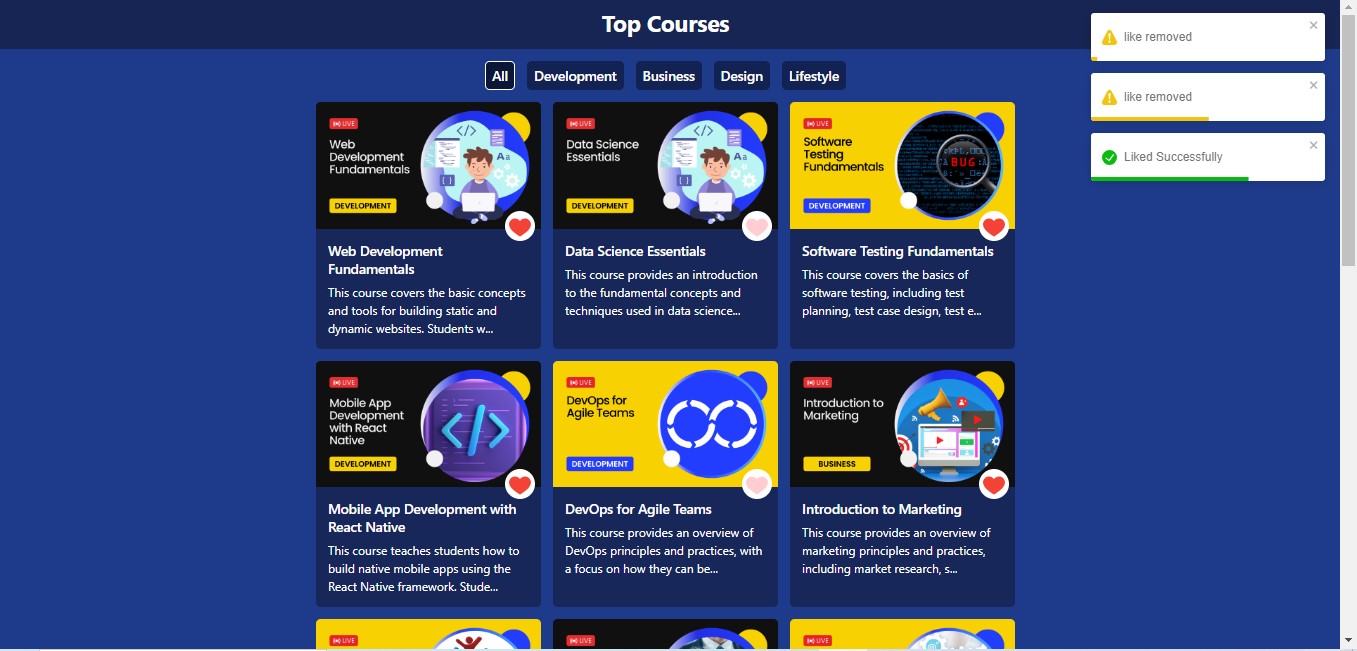 Top Courses
like removed
like removed
Liked Successfully
All Development Business Design Lifestyle
LIVE
Web
Development
Fundamentals
DEVELOPMENT
Aa
Web Development
Fundamentals
This course covers the basic concepts
and tools for building static and
dynamic websites. Students w...
LIVE
Data Science
Essentials
DEVELOPMENT
Aa
Data Science Essentials
This course provides an introduction
to the fundamental concepts and
techniques used in data science...
LIVE
Software
Testing
Fundamentals
DEVELOPMENT
BUG
Software Testing Fundamentals
This course covers the basics of
software testing, including test
planning, test case design, test e...
LIVE
Mobile App
Development
with React
Native
DEVELOPMENT
</>
Mobile App Development with
React Native
This course teaches students how to
build native mobile apps using the
React Native framework. Stude...
LIVE
DevOps for
Agile Teams
DEVELOPMENT
DevOps for Agile Teams
This course provides an overview of
DevOps principles and practices, with
a focus on how they can be...
LIVE
Introduction to
Marketing
BUSINESS
Introduction to Marketing
This course provides an overview of
marketing principles and practices,
including market research, s...
LIVE
LIVE
LIVE